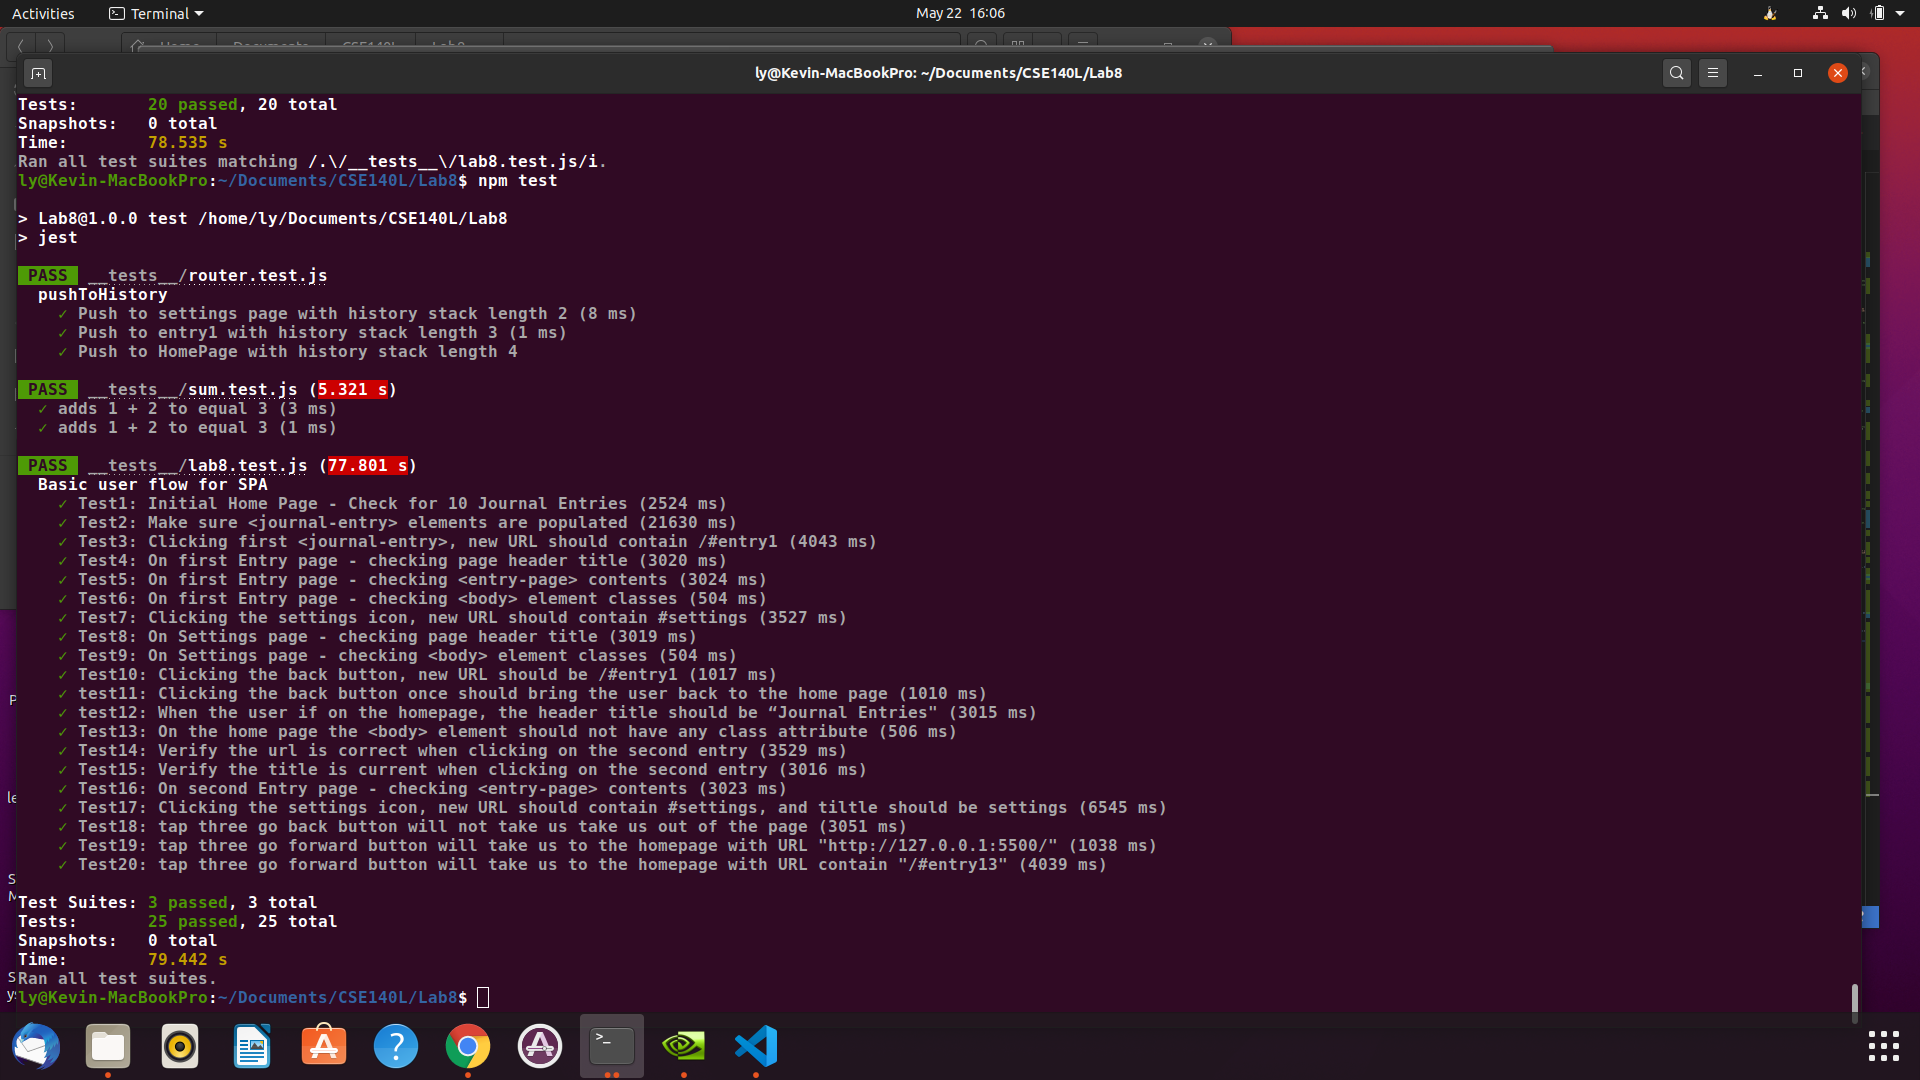 Activities
Terminal
May 22 16:06
ly@Kevin-MacBookPro: ~/Documents/CSE140L/Lab8
Tests: 20 passed, 20 total
Snapshots: 0 total
Time: 78.535 s
Ran all test suites matching /.\/__tests__\/lab8.test.js/i.
ly@Kevin-MacBookPro:~/Documents/CSE140L/Lab8$ npm test
> Lab8@1.0.0 test /home/ly/Documents/CSE140L/Lab8
> jest
PASS __tests__/router.test.js
pushToHistory
✓ Push to settings page with history stack length 2 (8 ms)
✓ Push to entry1 with history stack length 3 (1 ms)
✓ Push to HomePage with history stack length 4
PASS __tests__/sum.test.js (5.321 s)
✓ adds 1 + 2 to equal 3 (3 ms)
✓ adds 1 + 2 to equal 3 (1 ms)
PASS __tests__/lab8.test.js (77.801 s)
Basic user flow for SPA
✓ Test1: Initial Home Page - Check for 10 Journal Entries (2524 ms)
✓ Test2: Make sure <journal-entry> elements are populated (21630 ms)
✓ Test3: Clicking first <journal-entry>, new URL should contain /#entry1 (4043 ms)
✓ Test4: On first Entry page - checking page header title (3020 ms)
✓ Test5: On first Entry page - checking <entry-page> contents (3024 ms)
✓ Test6: On first Entry page - checking <body> element classes (504 ms)
✓ Test7: Clicking the settings icon, new URL should contain #settings (3527 ms)
✓ Test8: On Settings page - checking page header title (3019 ms)
✓ Test9: On Settings page - checking <body> element classes (504 ms)
✓ Test10: Clicking the back button, new URL should be /#entry1 (1017 ms)
✓ test11: Clicking the back button once should bring the user back to the home page (1010 ms)
✓ test12: When the user if on the homepage, the header title should be “Journal Entries" (3015 ms)
✓ Test13: On the home page the <body> element should not have any class attribute (506 ms)
✓ Test14: Verify the url is correct when clicking on the second entry (3529 ms)
✓ Test15: Verify the title is current when clicking on the second entry (3016 ms)
✓ Test16: On second Entry page - checking <entry-page> contents (3023 ms)
✓ Test17: Clicking the settings icon, new URL should contain #settings, and tiltle should be settings (6545 ms)
✓ Test18: tap three go back button will not take us take us out of the page (3051 ms)
✓ Test19: tap three go forward button will take us to the homepage with URL "http://127.0.0.1:5500/" (1038 ms)
✓ Test20: tap three go forward button will take us to the homepage with URL contain "/#entry13" (4039 ms)
Test Suites: 3 passed, 3 total
Tests: 25 passed, 25 total
Snapshots: 0 total
Time: 79.442 s
Ran all test suites.
ly@Kevin-MacBookPro:~/Documents/CSE140L/Lab8$